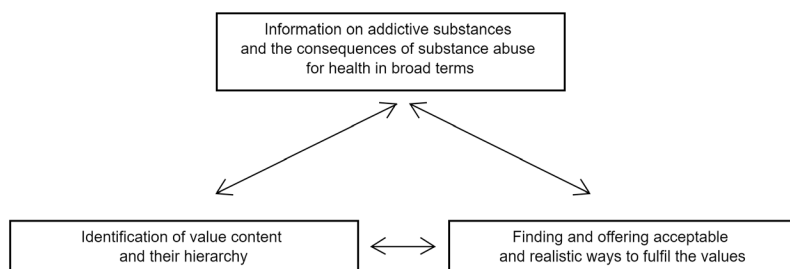 Information on addictive substances
and the consequences of substance abuse
for health in broad terms
Identification of value content
and their hierarchy
Finding and offering acceptable
and realistic ways to fulfil the values